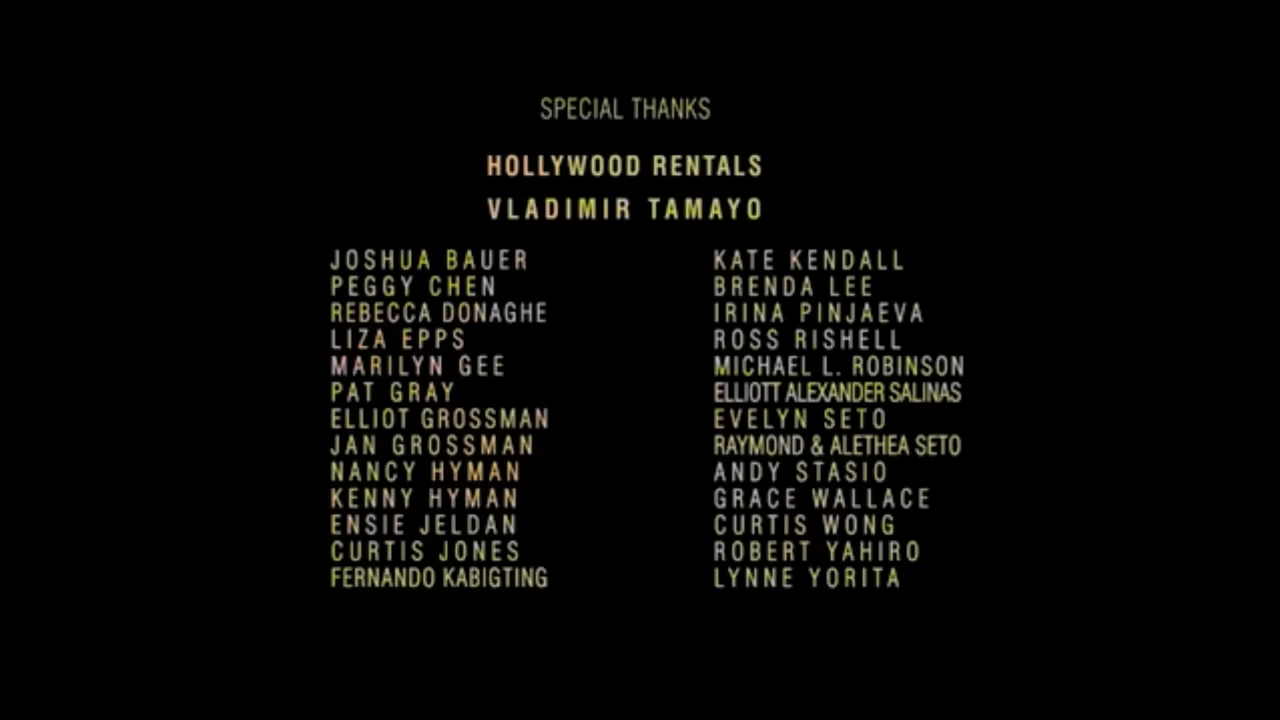 SPECIAL THANKS
HOLLYWOOD RENTALS
VLADIMIR TAMAYO
JOSHUA BAUER
PEGGY CHEN
REBECCA DONAGHE
LIZA EPPS
MARILYN GEE
PAT GRAY
ELLIOT GROSSMAN
JAN GROSSMAN
NANCY HYMAN
KENNY HYMAN
ENSIE JELDAN
CURTIS JONES
FERNANDO KABIGTING
KATE KENDALL
BRENDA LEE
IRINA PINJAEVA
ROSS RISHELL
MICHAEL L. ROBINSON
ELLIOTT ALEXANDER SALINAS
EVELYN SETO
RAYMOND & ALETHEA SETO
ANDY STASIO
GRACE WALLACE
CURTIS WONG
ROBERT YAHIRO
LYNNE YORITA